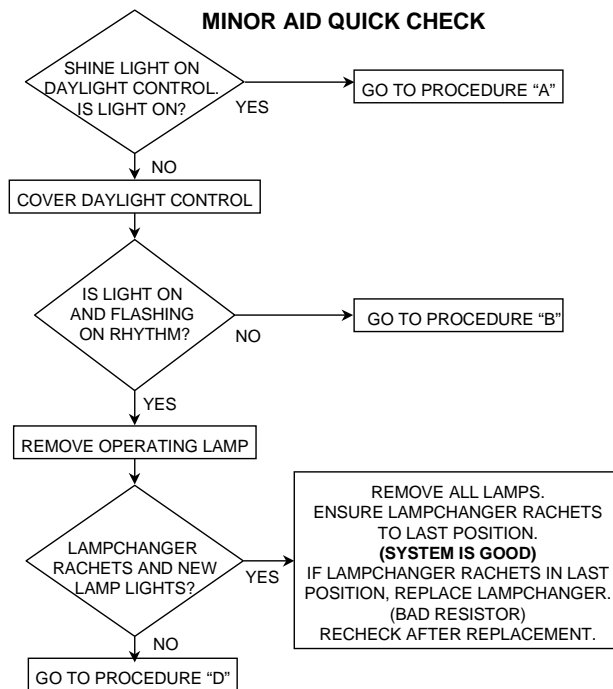 MINOR AID QUICK CHECK
SHINE LIGHT ON
DAYLIGHT CONTROL.
IS LIGHT ON?
YES
GO TO PROCEDURE “A”
NO
COVER DAYLIGHT CONTROL
IS LIGHT ON
AND FLASHING
ON RHYTHM?
NO
GO TO PROCEDURE “B”
YES
REMOVE OPERATING LAMP
LAMPCHANGER
RACHETS AND NEW
LAMP LIGHTS?
YES
REMOVE ALL LAMPS.
ENSURE LAMPCHANGER RACHETS
TO LAST POSITION.
(SYSTEM IS GOOD)
IF LAMPCHANGER RACHETS IN LAST
POSITION, REPLACE LAMPCHANGER.
(BAD RESISTOR)
RECHECK AFTER REPLACEMENT.
NO
GO TO PROCEDURE “D”